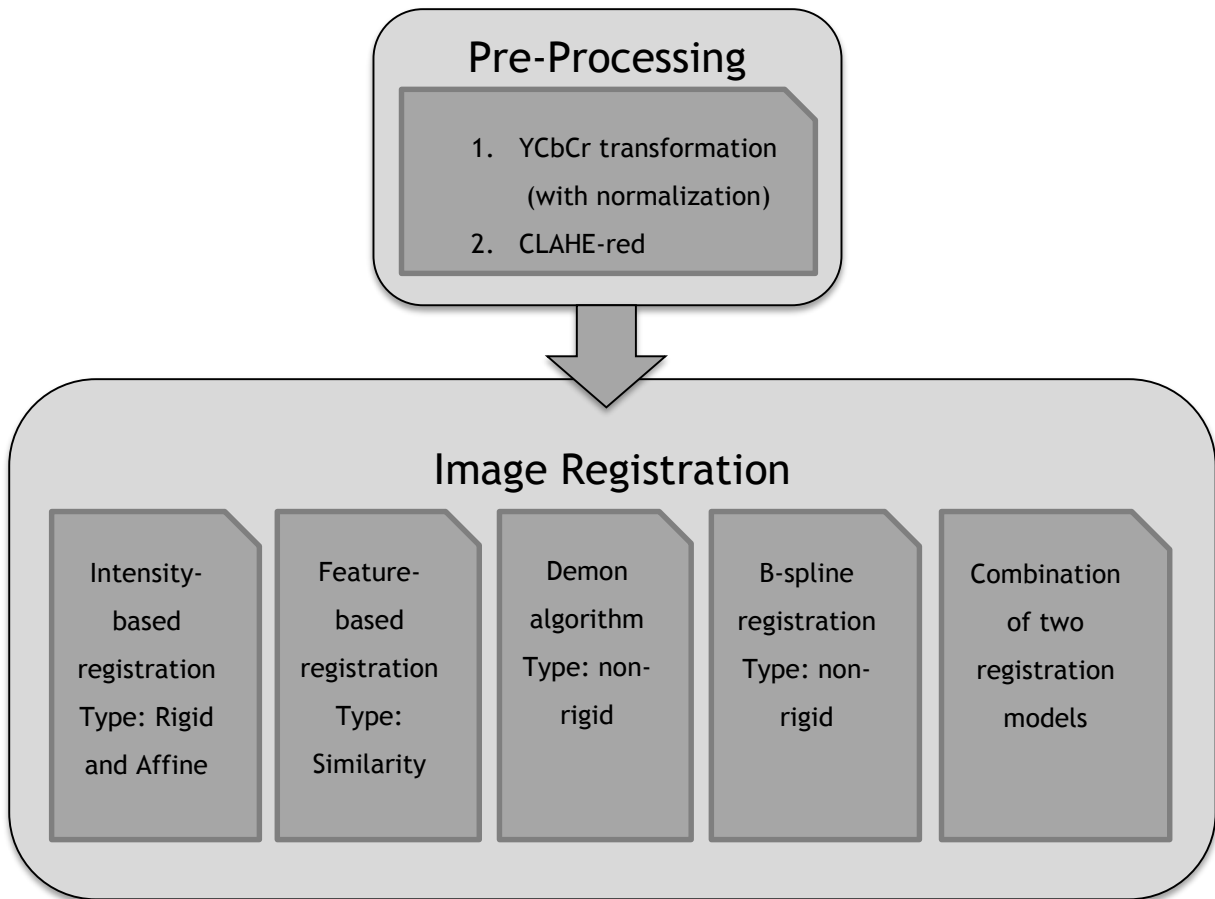 Pre-Processing
1. YCbCr transformation
(with normalization)
2. CLAHE-red
Image Registration
Intensity-
based
registration
Type: Rigid
and Affine
Feature-
based
registration
Type:
Similarity
Demon
algorithm
Type: non-
rigid
B-spline
registration
Type: non-
rigid
Combination
of two
registration
models